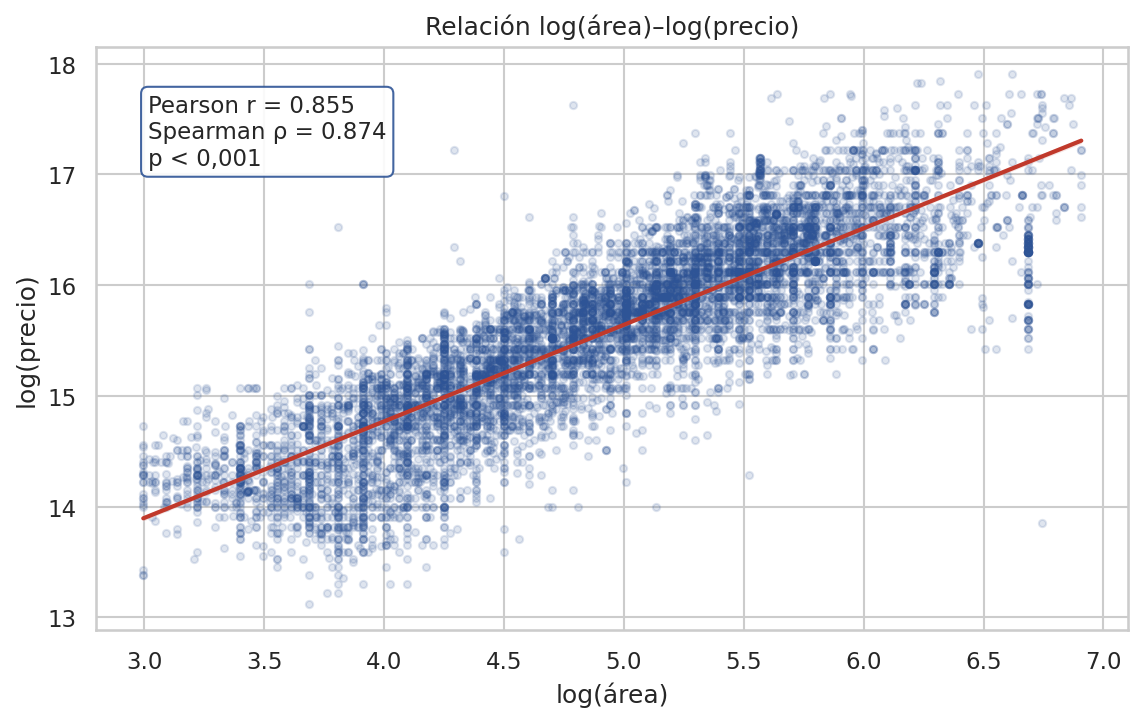 Relación log(área)–log(precio)
Pearson r = 0.855
Spearman ρ = 0.874
p < 0,001
log(precio)
18
17
16
15
14
13
3.0 3.5 4.0 4.5 5.0 5.5 6.0 6.5 7.0
log(área)